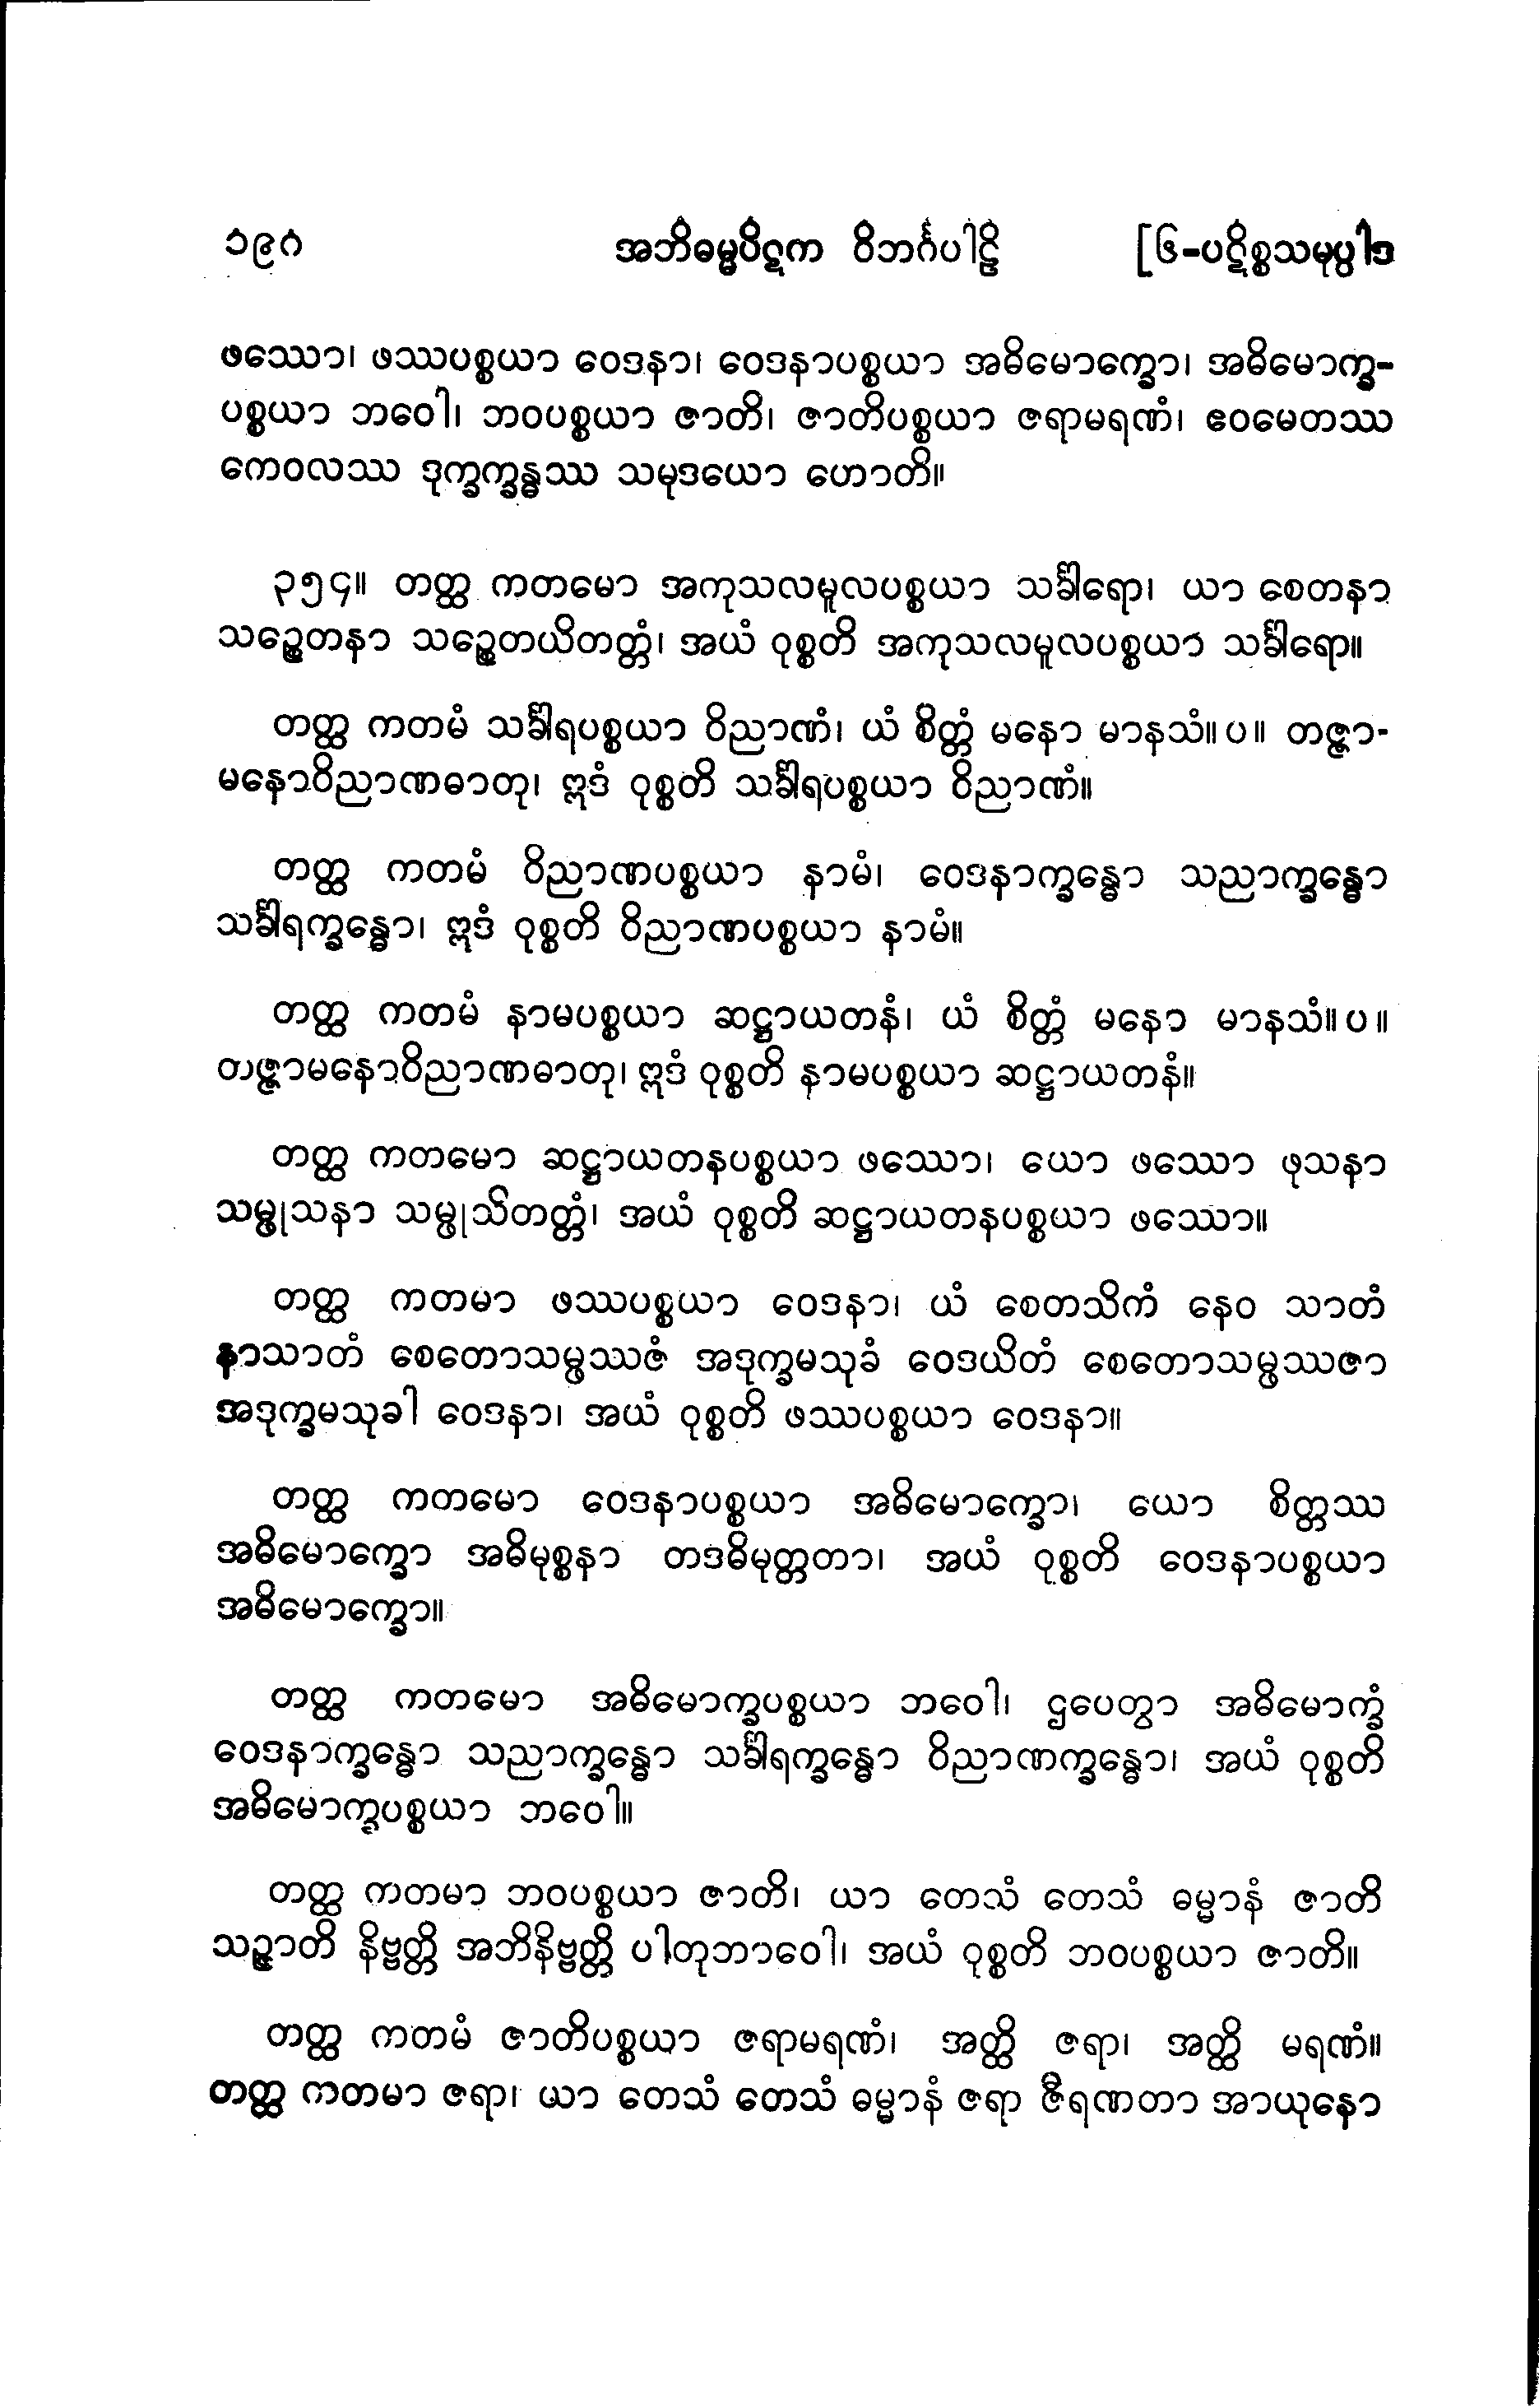 ၁၉၈ အဘိဓမ္မပိဋက ဝိဘင်္ဂပါဠိ [၆-ပဋိစ္စသမုပ္ပါဒ
ဖဿော၊ ဖဿပစ္စယာ ဝေဒနာ၊ ဝေဒနာပစ္စယာ အဓိမောက္ခော၊ အဓိမောက္ခ-
ပစ္စယာ ဘဝေါ၊ ဘဝပစ္စယာ ဇာတိ၊ ဇာတိပစ္စယာ ဇရာမရဏံ၊ ဧဝမေတဿ
ကေဝလဿ ဒုက္ခက္ခန္ဓဿ သမုဒယော ဟောတိ။
၃၅၄။ တတ္ထ ကတမော အကုသလမူလပစ္စယာ သင်္ခါရော၊ ယာ စေတနာ
သဉ္စေတနာ သဉ္စေတယိတတ္တံ၊ အယံ ဝုစ္စတိ အကုသလမူလပစ္စယာ သင်္ခါရော။
တတ္ထ ကတမံ သင်္ခါရပစ္စယာ ဝိညာဏံ၊ ယံ စိတ္တံ မနော မာနသံ။ပ။ တဇ္ဇာ-
မနောဝိညာဏဓာတု၊ ဣဒံ ဝုစ္စတိ သင်္ခါရပစ္စယာ ဝိညာဏံ။
တတ္ထ ကတမံ ဝိညာဏပစ္စယာ နာမံ၊ ဝေဒနာက္ခန္ဓော သညာက္ခန္ဓော
သင်္ခါရက္ခန္ဓော၊ ဣဒံ ဝုစ္စတိ ဝိညာဏပစ္စယာ နာမံ။
တတ္ထ ကတမံ နာမပစ္စယာ ဆဋ္ဌာယတနံ၊ ယံ စိတ္တံ မနော မာနသံ။ပ။
တဇ္ဇာမနောဝိညာဏဓာတု၊ ဣဒံ ဝုစ္စတိ နာမပစ္စယာ ဆဋ္ဌာယတနံ။
တတ္ထ ကတမော ဆဋ္ဌာယတနပစ္စယာ ဖဿော၊ ယော ဖဿော ဖုသနာ
သမ္ဖုသနာ သမ္ဖုသိတတ္တံ၊ အယံ ဝုစ္စတိ ဆဋ္ဌာယတနပစ္စယာ ဖဿော။
တတ္ထ ကတမာ ဖဿပစ္စယာ ဝေဒနာ၊ ယံ စေတသိကံ နေဝ သာတံ
နာသာတံ စေတောသမ္ဖဿဇံ အဒုက္ခမသုခံ ဝေဒယိတံ စေတောသမ္ဖဿဇာ
အဒုက္ခမသုခါ ဝေဒနာ၊ အယံ ဝုစ္စတိ ဖဿပစ္စယာ ဝေဒနာ။
တတ္ထ ကတမော ဝေဒနာပစ္စယာ အဓိမောက္ခော၊ ယော စိတ္တဿ
အဓိမောက္ခော အဓိမုစ္စနာ တဒဓိမုတ္တတာ၊ အယံ ဝုစ္စတိ ဝေဒနာပစ္စယာ
အဓိမောက္ခော။
တတ္ထ ကတမော အဓိမောက္ခပစ္စယာ ဘဝေါ၊ ဌပေတွာ အဓိမောက္ခံ
ဝေဒနာက္ခန္ဓော သညာက္ခန္ဓော သင်္ခါရက္ခန္ဓော ဝိညာဏက္ခန္ဓော၊ အယံ ဝုစ္စတိ
အဓိမောက္ခပစ္စယာ ဘဝေါ။
တတ္ထ ကတမာ ဘဝပစ္စယာ ဇာတိ၊ ယာ တေသံ တေသံ ဓမ္မာနံ ဇာတိ
သဉ္ဇာတိ နိဗ္ဗတ္တိ အဘိနိဗ္ဗတ္တိ ပါတုဘာဝေါ၊ အယံ ဝုစ္စတိ ဘဝပစ္စယာ ဇာတိ။
တတ္ထ ကတမံ ဇာတိပစ္စယာ ဇရာမရဏံ၊ အတ္ထိ ဇရာ၊ အတ္ထိ မရဏံ။
တတ္ထ ကတမာ ဇရာ၊ ယာ တေသံ တေသံ ဓမ္မာနံ ဇရာ ဇီရဏတာ အာယုနော